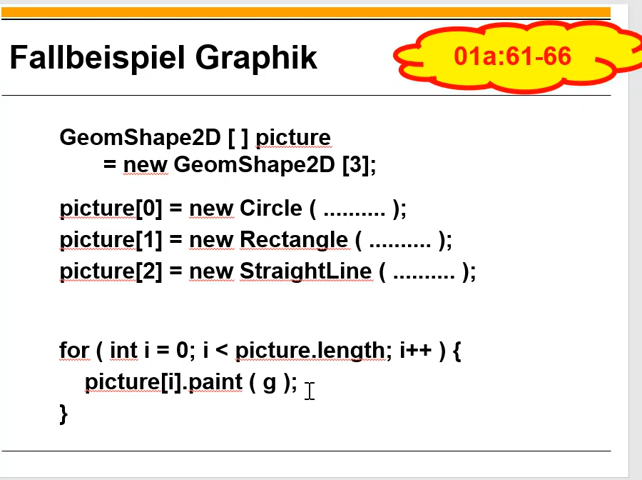 Fallbeispiel Graphik
01a:61-66
GeomShape2D [ ] picture
= new GeomShape2D [3];
picture[0] = new Circle ( .......... );
picture[1] = new Rectangle ( .......... );
picture[2] = new StraightLine ( .......... );
for ( int i = 0; i < picture.length; i++ ) {
picture[i].paint ( g );
}